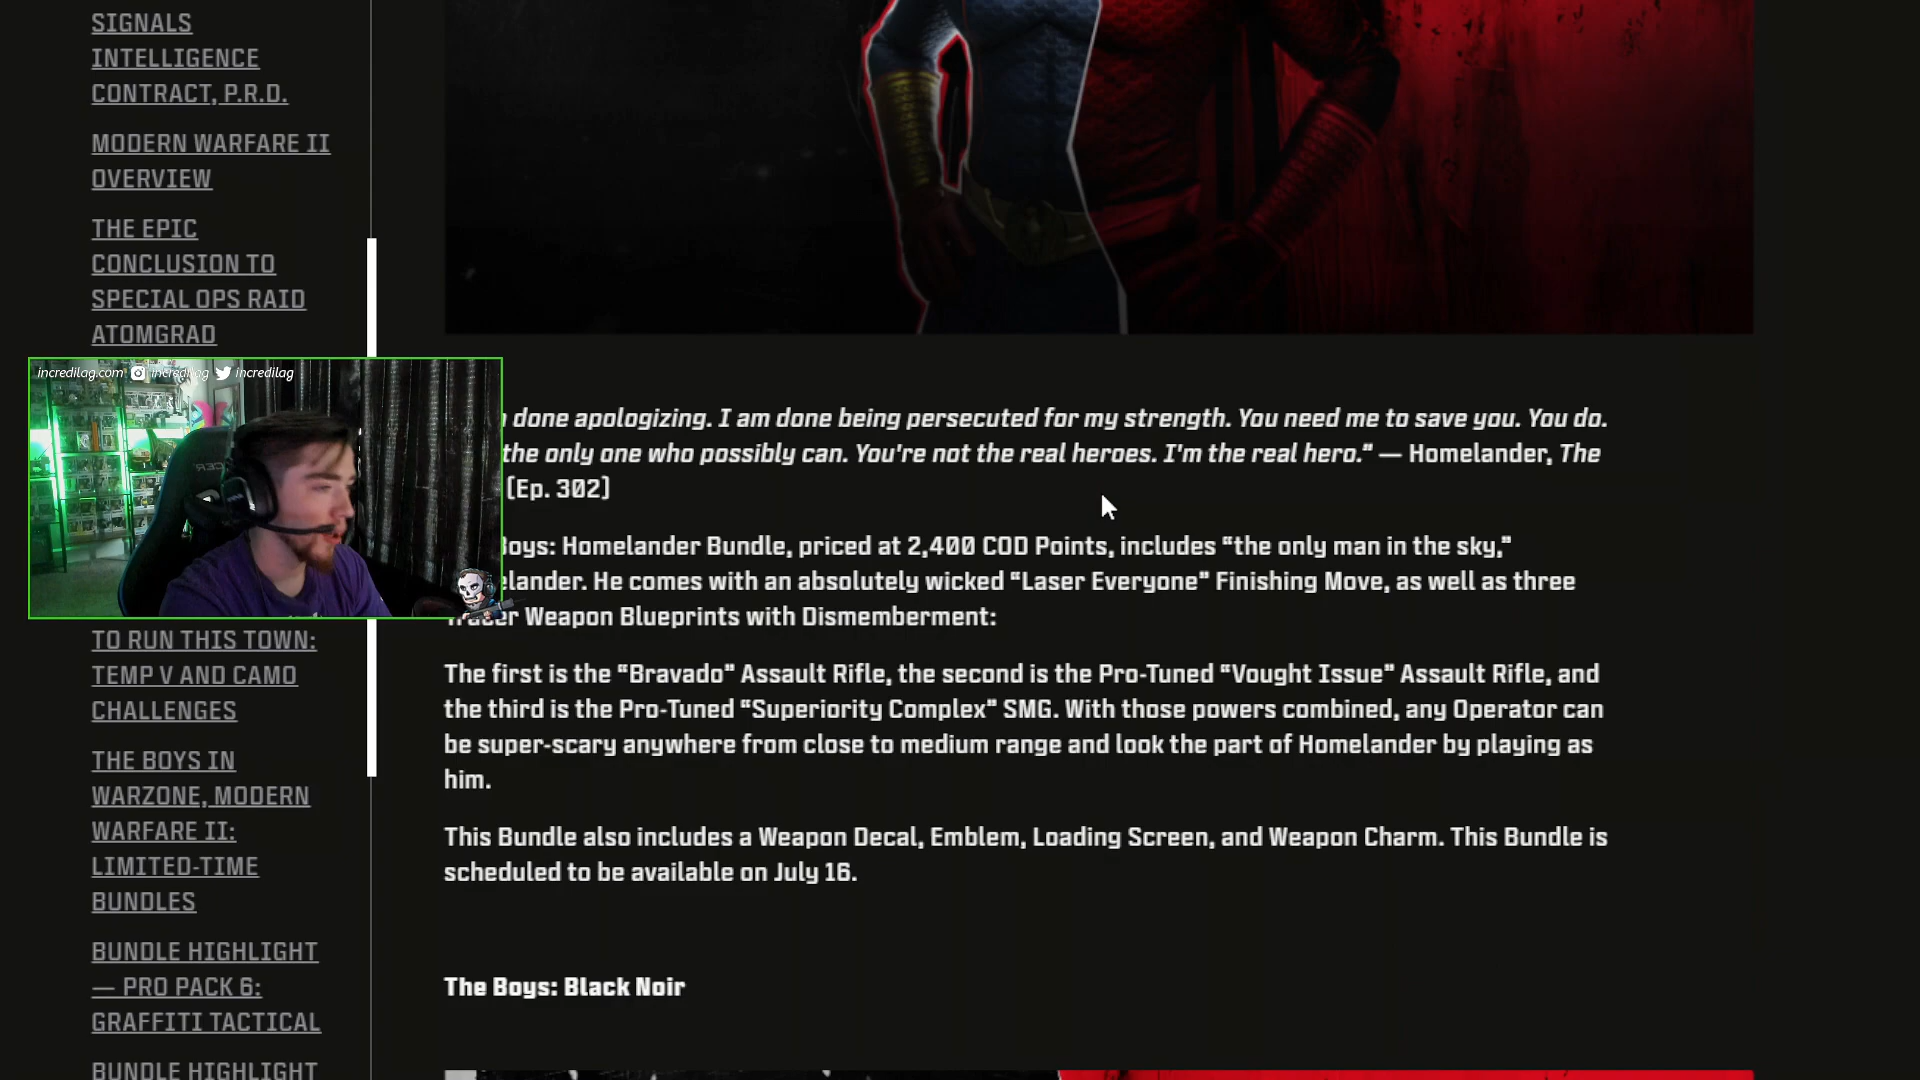 SIGNALS
INTELLIGENCE
CONTRACT, P.R.D.
MODERN WARFARE II
OVERVIEW
THE EPIC
CONCLUSION TO
SPECIAL OPS RAID
ATOMGRAD
incredilag.com incredilag incredilag
TO RUN THIS TOWN:
TEMP V AND CAMO
CHALLENGES
THE BOYS IN
WARZONE, MODERN
WARFARE II:
LIMITED-TIME
BUNDLES
BUNDLE HIGHLIGHT
— PRO PACK 6:
GRAFFITI TACTICAL
BUNDLE HIGHLIGHT
done apologizing. I am done being persecuted for my strength. You need me to save you. You do.
the only one who possibly can. You're not the real heroes. I'm the real hero.” — Homelander, The
[Ep. 302]
Boys: Homelander Bundle, priced at 2,400 COD Points, includes “the only man in the sky,”
elander. He comes with an absolutely wicked “Laser Everyone” Finishing Move, as well as three
Tracer Weapon Blueprints with Dismemberment:
The first is the “Bravado” Assault Rifle, the second is the Pro-Tuned “Vought Issue” Assault Rifle, and
the third is the Pro-Tuned “Superiority Complex” SMG. With those powers combined, any Operator can
be super-scary anywhere from close to medium range and look the part of Homelander by playing as
him.
This Bundle also includes a Weapon Decal, Emblem, Loading Screen, and Weapon Charm. This Bundle is
scheduled to be available on July 16.
The Boys: Black Noir